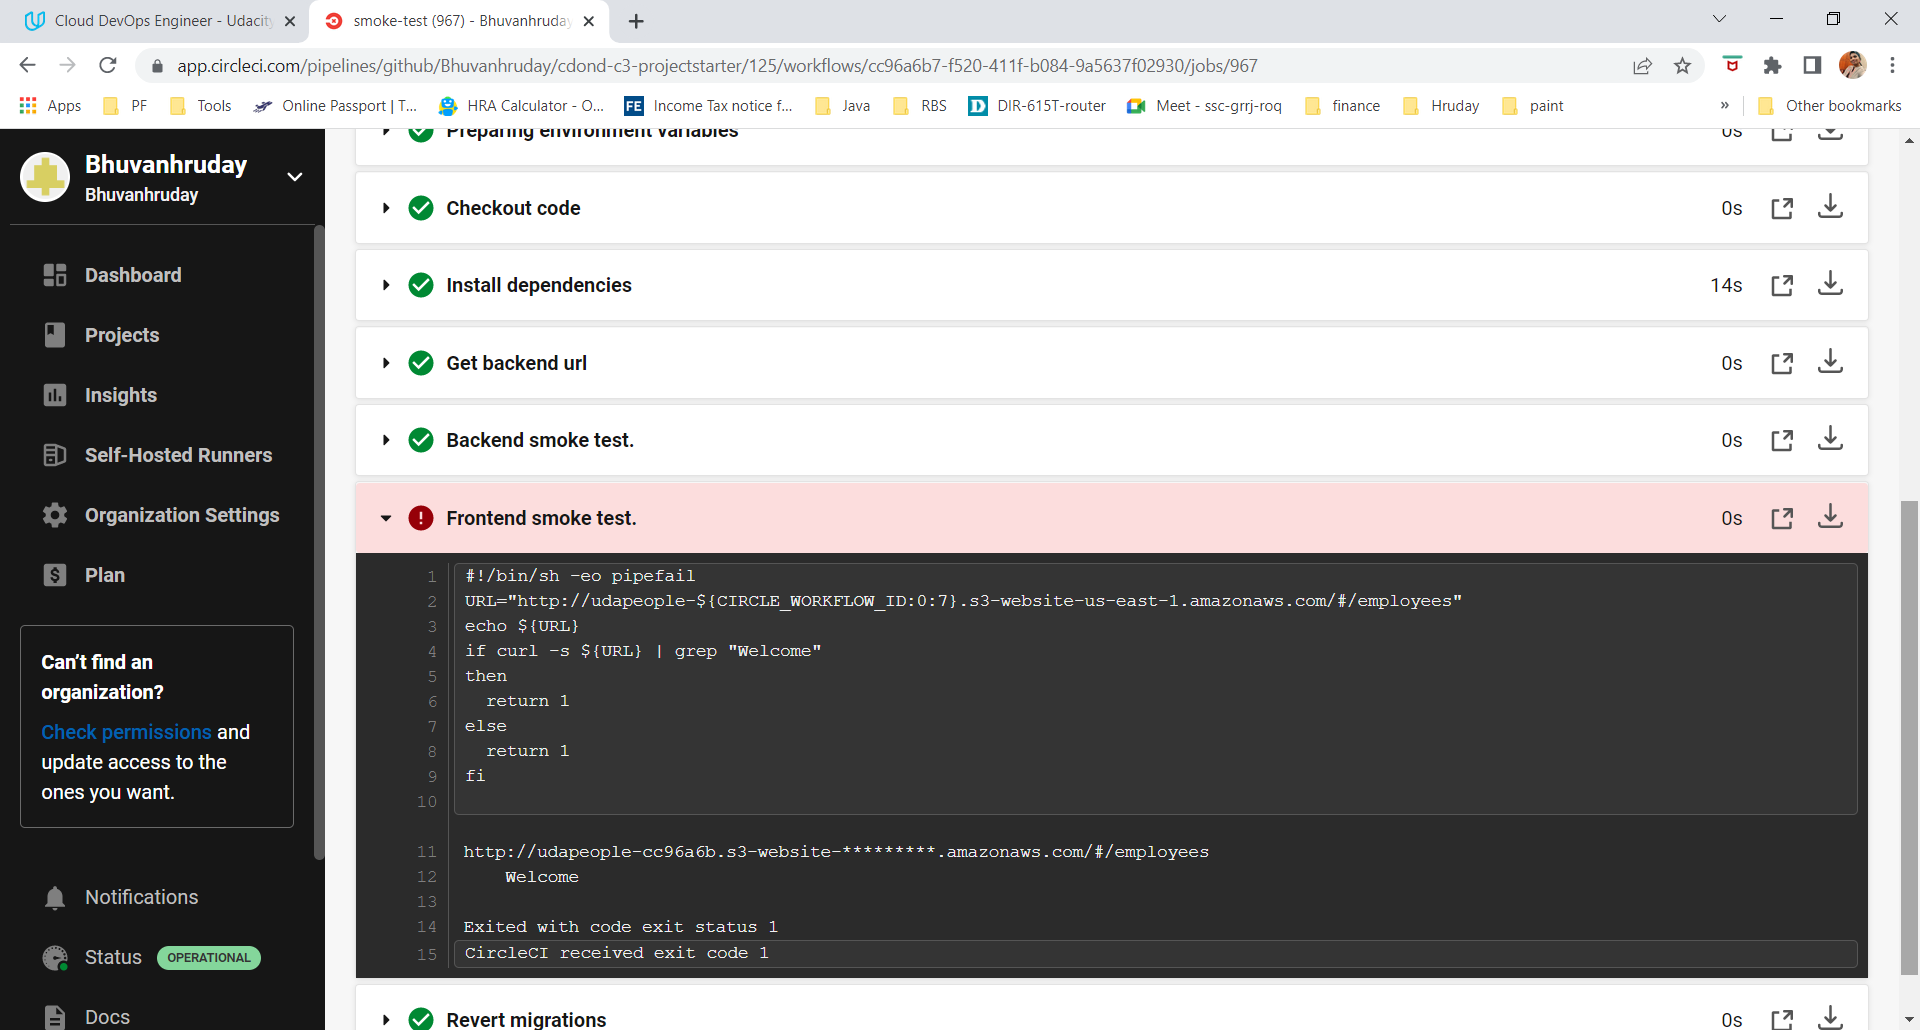 Cloud DevOps Engineer - Udacity
smoke-test (967) - Bhuvanhruday
app.circleci.com/pipelines/github/Bhuvanhruday/cdond-c3-projectstarter/125/workflows/cc96a6b7-f520-411f-b084-9a5637f02930/jobs/967
Apps PF Tools Online Passport | T... HRA Calculator - O... FE Income Tax notice f... Java RBS D DIR-615T-router Meet - ssc-grrj-roq finance Hruday paint » Other bookmarks
Bhuvanhruday
Bhuvanhruday
Dashboard
Projects
Insights
Self-Hosted Runners
Organization Settings
Plan
Can't find an
organization?
Check permissions and
update access to the
ones you want.
Notifications
Status OPERATIONAL
Docs
Preparing environment variables 0s
Checkout code 0s
Install dependencies 14s
Get backend url 0s
Backend smoke test. 0s
Frontend smoke test. 0s
1 #!/bin/sh -eo pipefail
2 URL="http://udapeople-${CIRCLE_WORKFLOW_ID:0:7}.s3-website-us-east-1.amazonaws.com/#/employees"
3 echo ${URL}
4 if curl -s ${URL} | grep "Welcome"
5 then
6 return 1
7 else
8 return 1
9 fi
10
11 http://udapeople-cc96a6b.s3-website-*********.amazonaws.com/#/employees
12 Welcome
13
14 Exited with code exit status 1
15 CircleCI received exit code 1
Revert migrations 0s